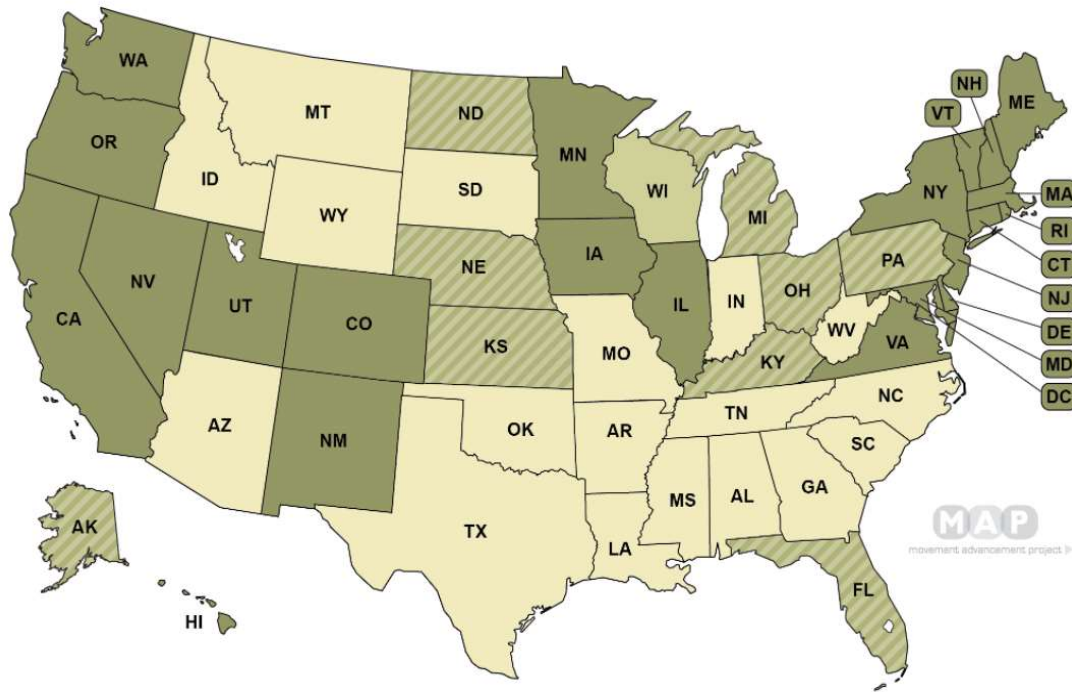 WA
MT
ND
MN
OR
ID
WY
SD
WI
MI
NH
VT
ME
NY
MA
RI
CT
NJ
DE
MD
DC
NV
UT
CO
CA
NE
IA
IL
IN
OH
PA
KS
MO
KY
WV
VA
AZ
NM
OK
AR
TN
NC
SC
TX
LA
MS
AL
GA
FL
AK
HI
MAP
movement advancement project